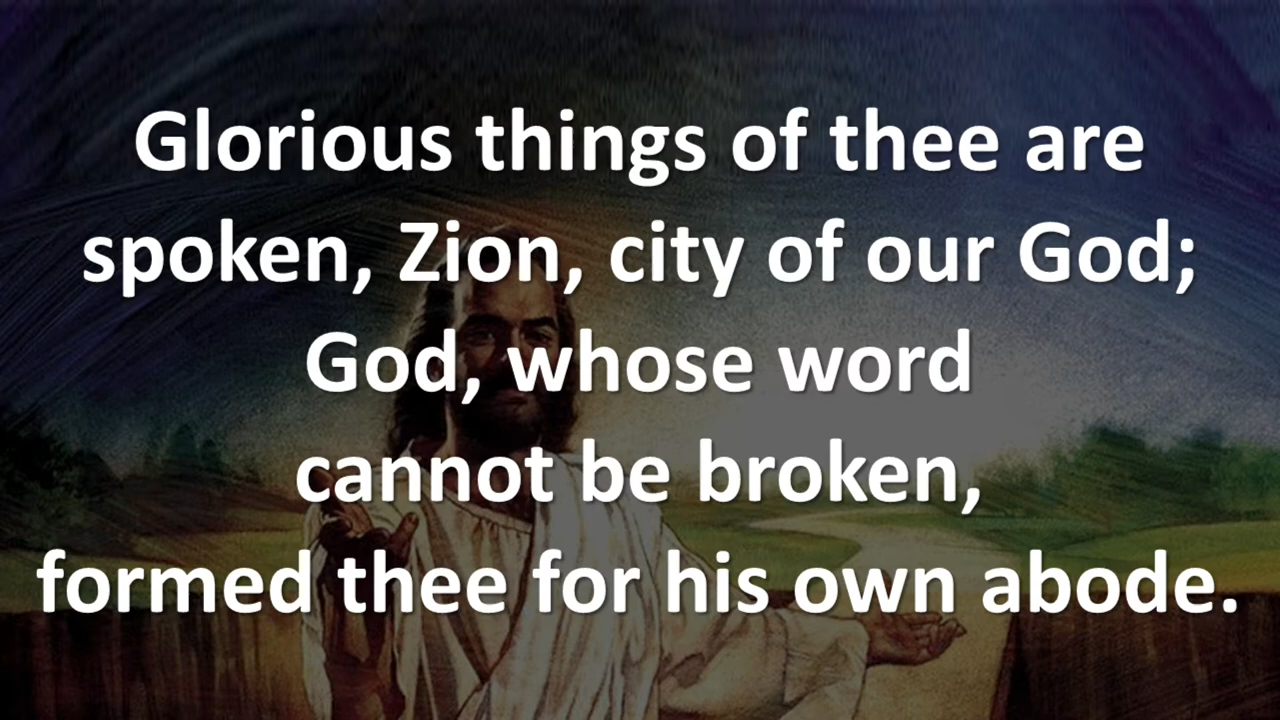 Glorious things of thee are
spoken, Zion, city of our God;
God, whose word
cannot be broken,
formed thee for his own abode.